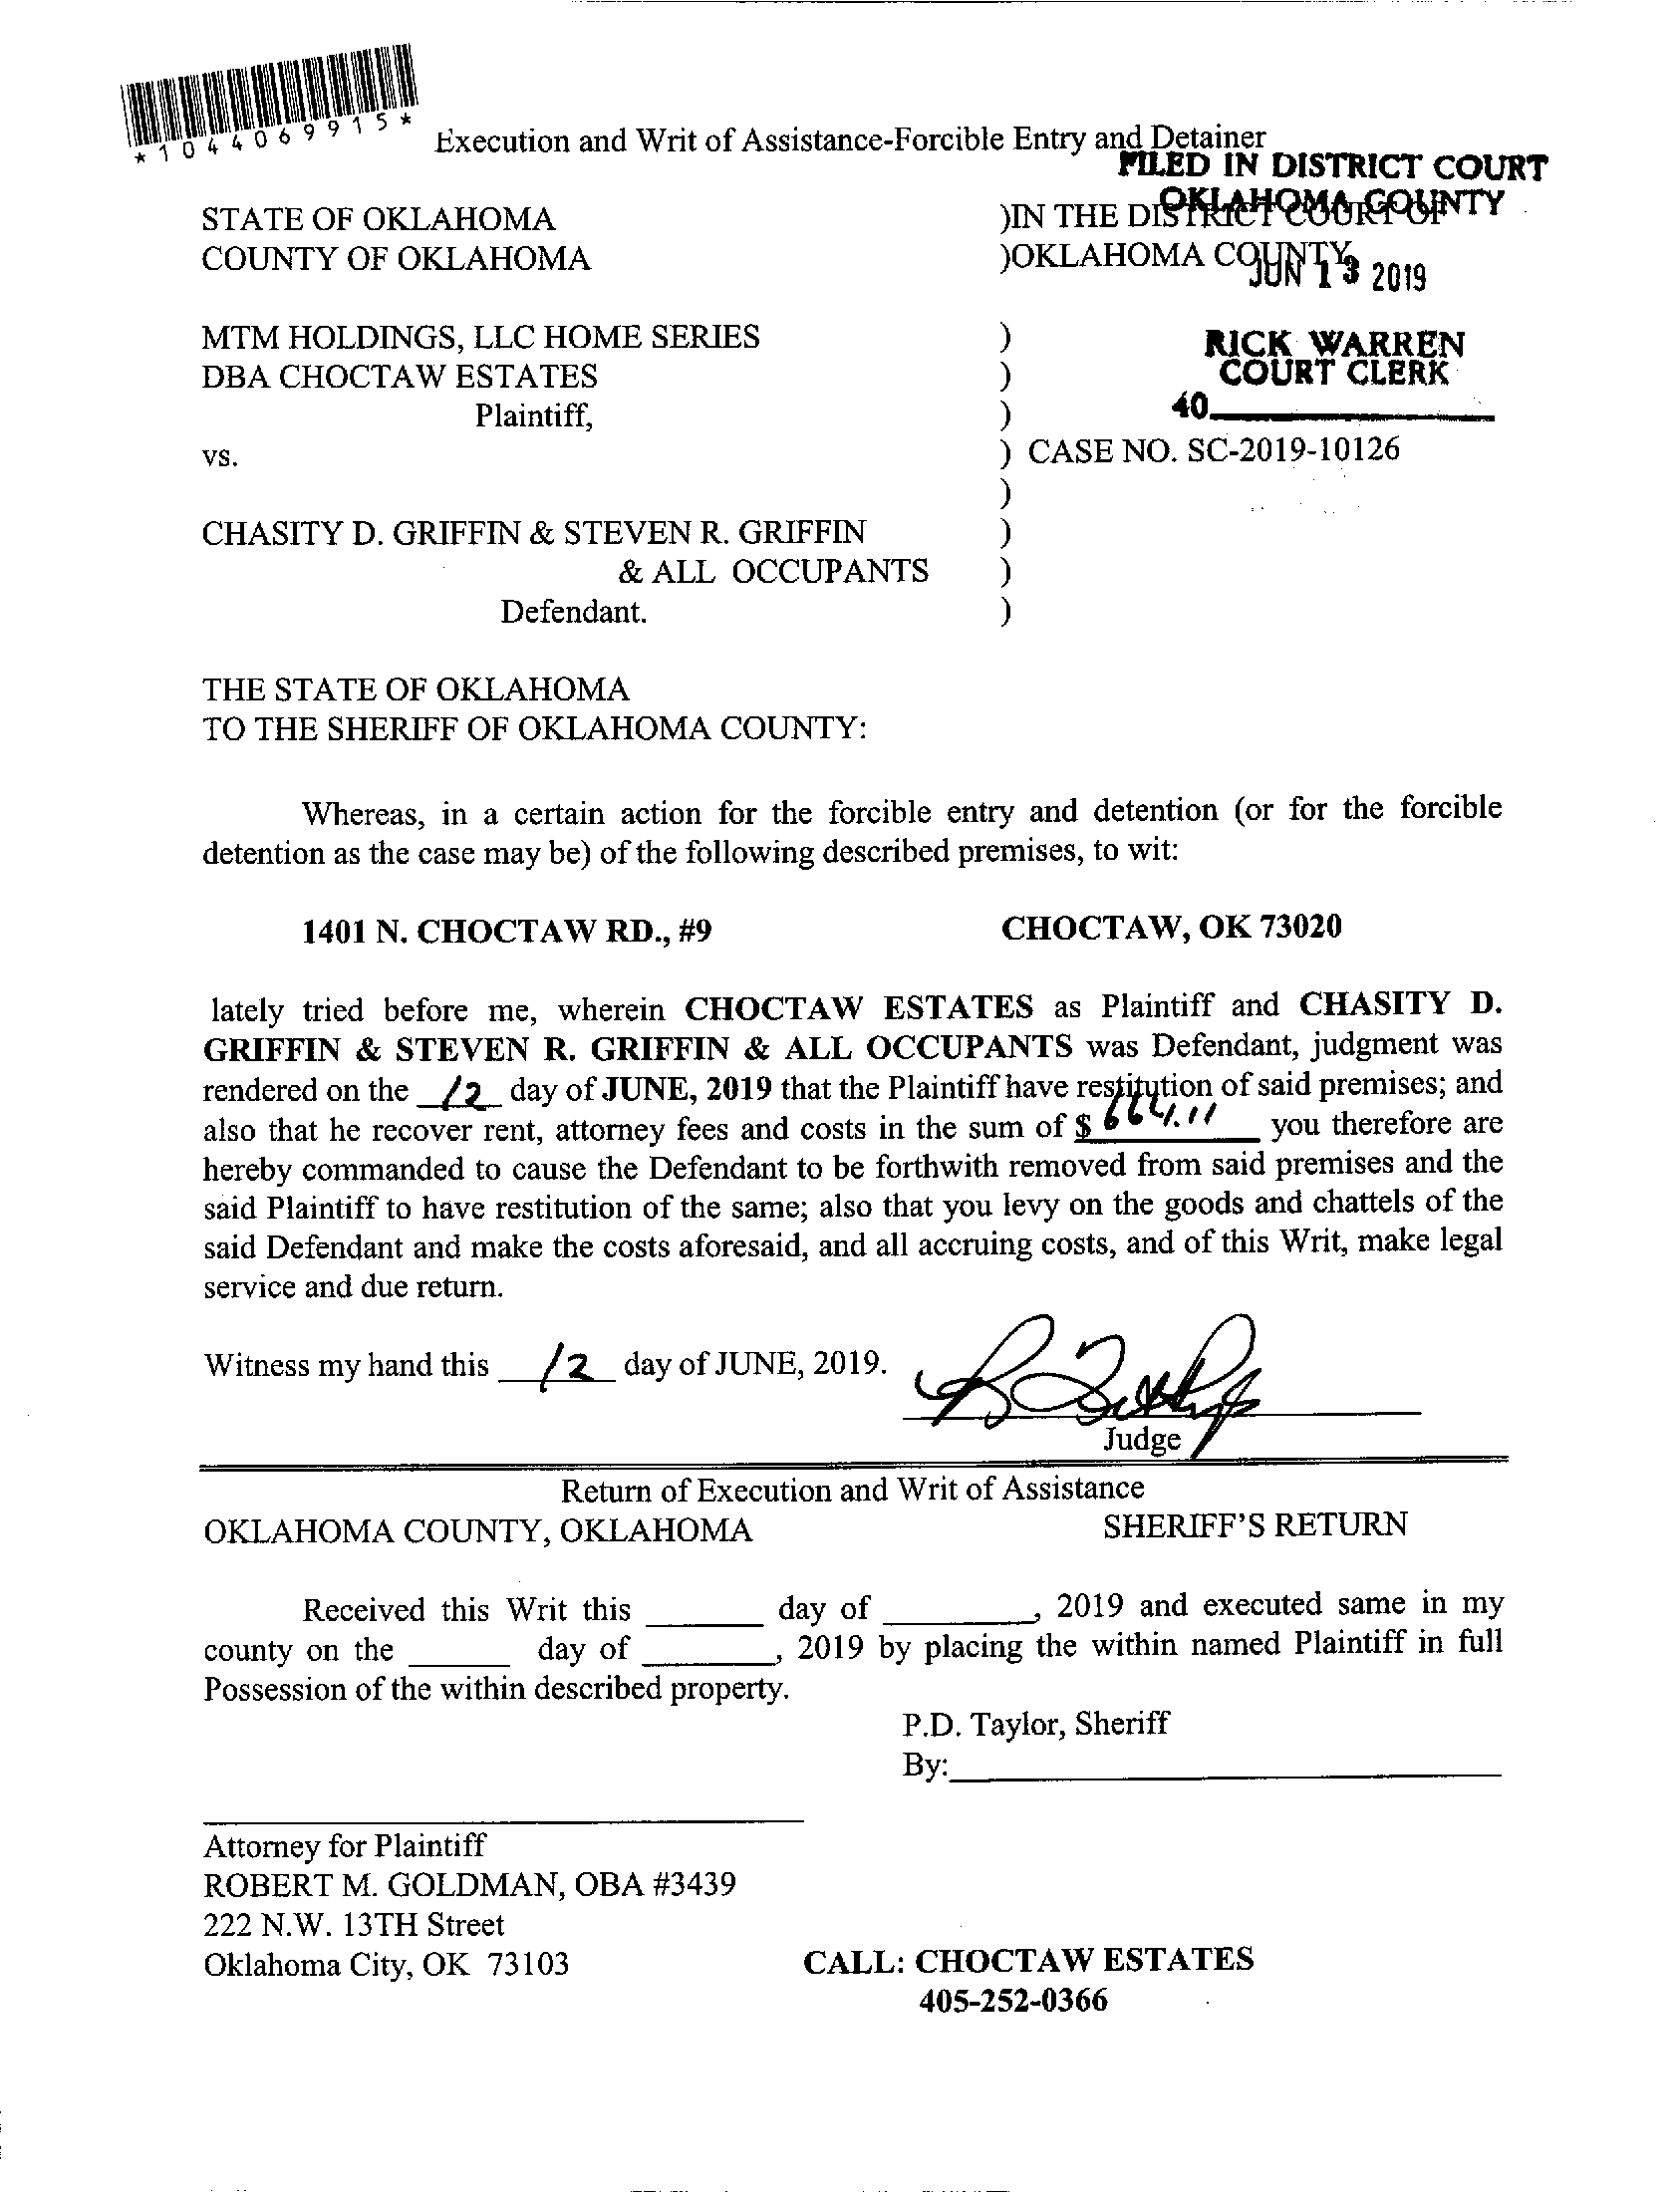 *1044069915*
Execution and Writ of Assistance-Forcible Entry and Detainer
FILED IN DISTRICT COURT
OKLAHOMA COUNTY
STATE OF OKLAHOMA )IN THE DISTRICT COURT OF
COUNTY OF OKLAHOMA )OKLAHOMA COUNTY
JUN 13 2019
MTM HOLDINGS, LLC HOME SERIES )
RICK WARREN
DBA CHOCTAW ESTATES )
COURT CLERK
Plaintiff, )
40
vs. ) CASE NO. SC-2019-10126
)
CHASITY D. GRIFFIN & STEVEN R. GRIFFIN )
& ALL OCCUPANTS )
Defendant. )
THE STATE OF OKLAHOMA
TO THE SHERIFF OF OKLAHOMA COUNTY:
Whereas, in a certain action for the forcible entry and detention (or for the forcible
detention as the case may be) of the following described premises, to wit:
1401 N. CHOCTAW RD., #9 CHOCTAW, OK 73020
lately tried before me, wherein CHOCTAW ESTATES as Plaintiff and CHASITY D.
GRIFFIN & STEVEN R. GRIFFIN & ALL OCCUPANTS was Defendant, judgment was
rendered on the 12 day of JUNE, 2019 that the Plaintiff have restitution of said premises; and
also that he recover rent, attorney fees and costs in the sum of $ 664.11 you therefore are
hereby commanded to cause the Defendant to be forthwith removed from said premises and the
said Plaintiff to have restitution of the same; also that you levy on the goods and chattels of the
said Defendant and make the costs aforesaid, and all accruing costs, and of this Writ, make legal
service and due return.
Witness my hand this 12 day of JUNE, 2019.
Judge
Return of Execution and Writ of Assistance
OKLAHOMA COUNTY, OKLAHOMA SHERIFF'S RETURN
Received this Writ this ______ day of ________, 2019 and executed same in my
county on the ______ day of _______, 2019 by placing the within named Plaintiff in full
Possession of the within described property.
P.D. Taylor, Sheriff
By:
Attorney for Plaintiff
ROBERT M. GOLDMAN, OBA #3439
222 N.W. 13TH Street
Oklahoma City, OK 73103 CALL: CHOCTAW ESTATES
405-252-0366